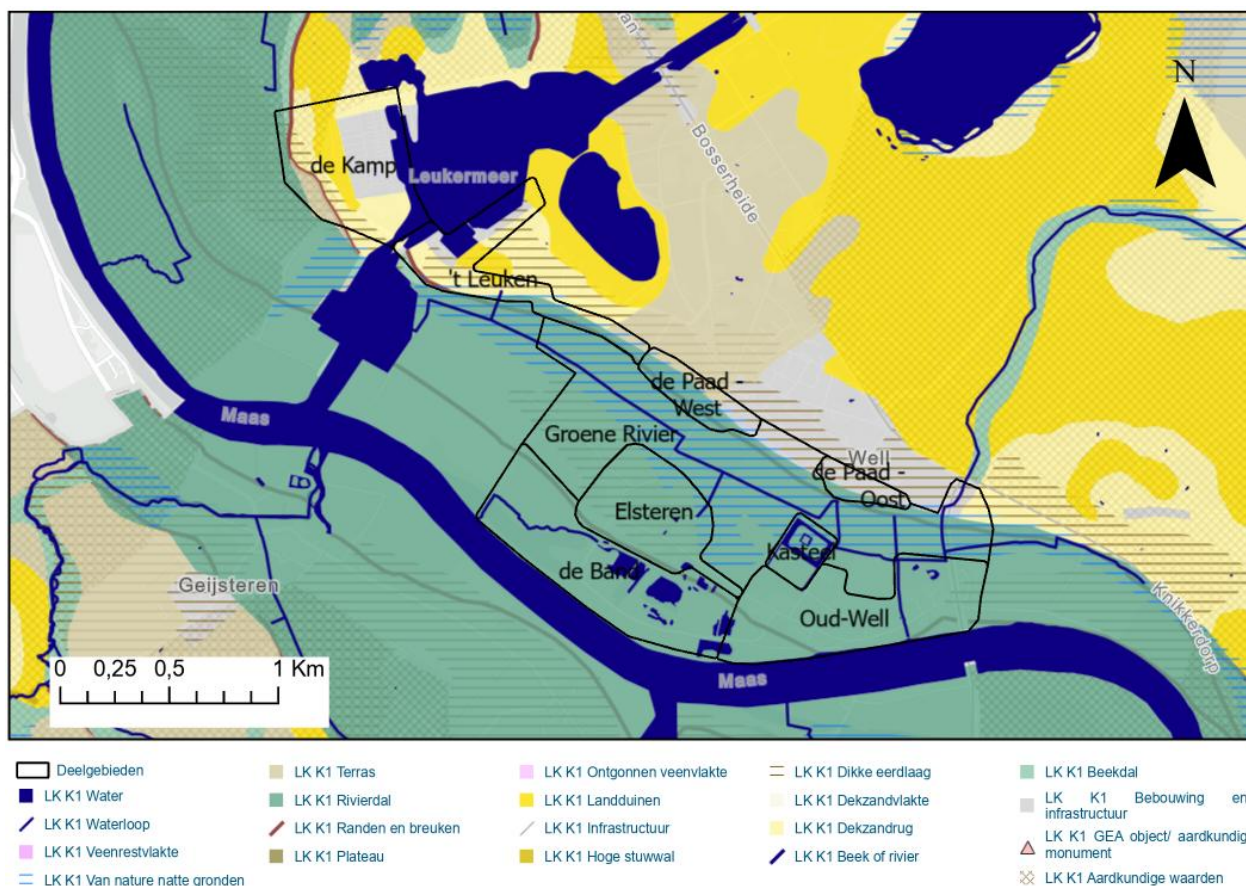 an
N
Bosserheide
de Kamp
Leukermeer
't Leuken
de Paad -
West
Maas
Groene Rivier
Well
de Paad -
Oost
Elsteren
Kasteel
de Band
Geijsteren
Oud-Well
Knikkerdorp
Maas
0 0,25 0,5 1 Km
Deelgebieden
LK K1 Water
LK K1 Waterloop
LK K1 Veenrestvlakte
LK K1 Van nature natte gronden
LK K1 Terras
LK K1 Rivierdal
LK K1 Randen en breuken
LK K1 Plateau
LK K1 Ontgonnen veenvlakte
LK K1 Landduinen
LK K1 Infrastructuur
LK K1 Hoge stuwwal
LK K1 Dikke eerdlaag
LK K1 Dekzandvlakte
LK K1 Dekzandrug
LK K1 Beek of rivier
LK K1 Beekdal
LK K1 Bebouwing en
infrastructuur
LK K1 GEA object/ aardkundig
monument
LK K1 Aardkundige waarden